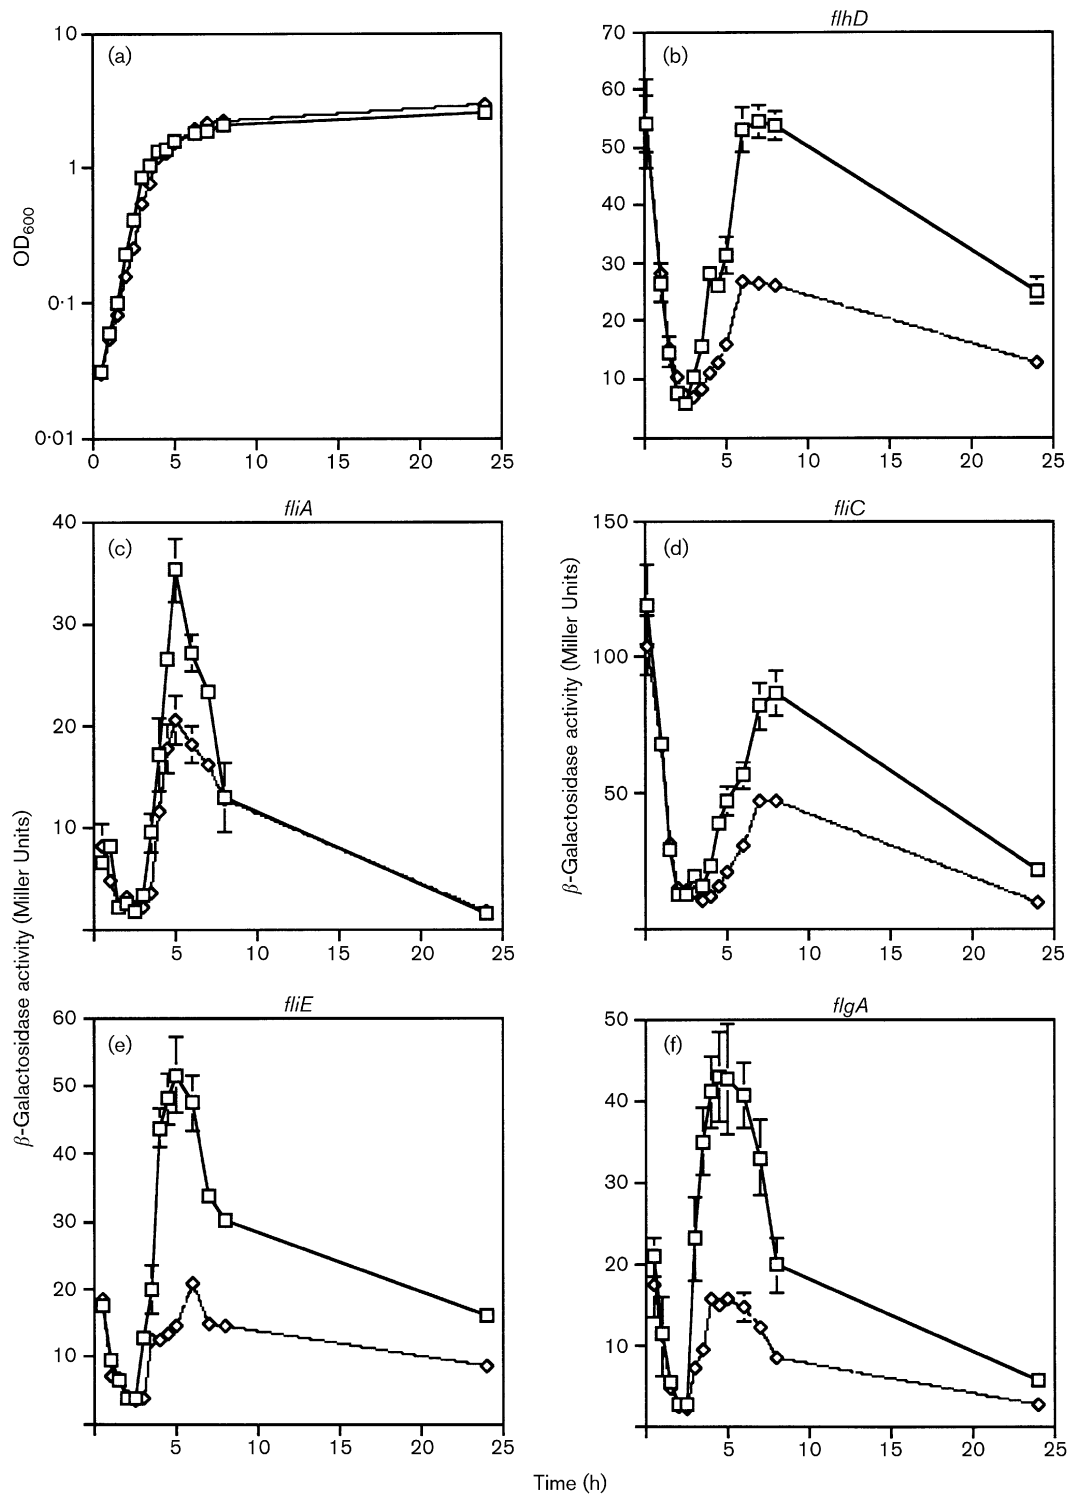 flhD
10
(a)
1
0·1
0·01
OD600
0 5 10 15 20 25
70
(b)
60
50
40
30
20
10
5 10 15 20 25
fliA
40
(c)
30
20
10
5 10 15 20 25
fliC
150
(d)
100
50
5 10 15 20 25
β-Galactosidase activity (Miller Units)
β-Galactosidase activity (Miller Units)
fliE
60
(e)
50
40
30
20
10
5 10 15 20 25
flgA
50
(f)
40
30
20
10
5 10 15 20 25
Time (h)